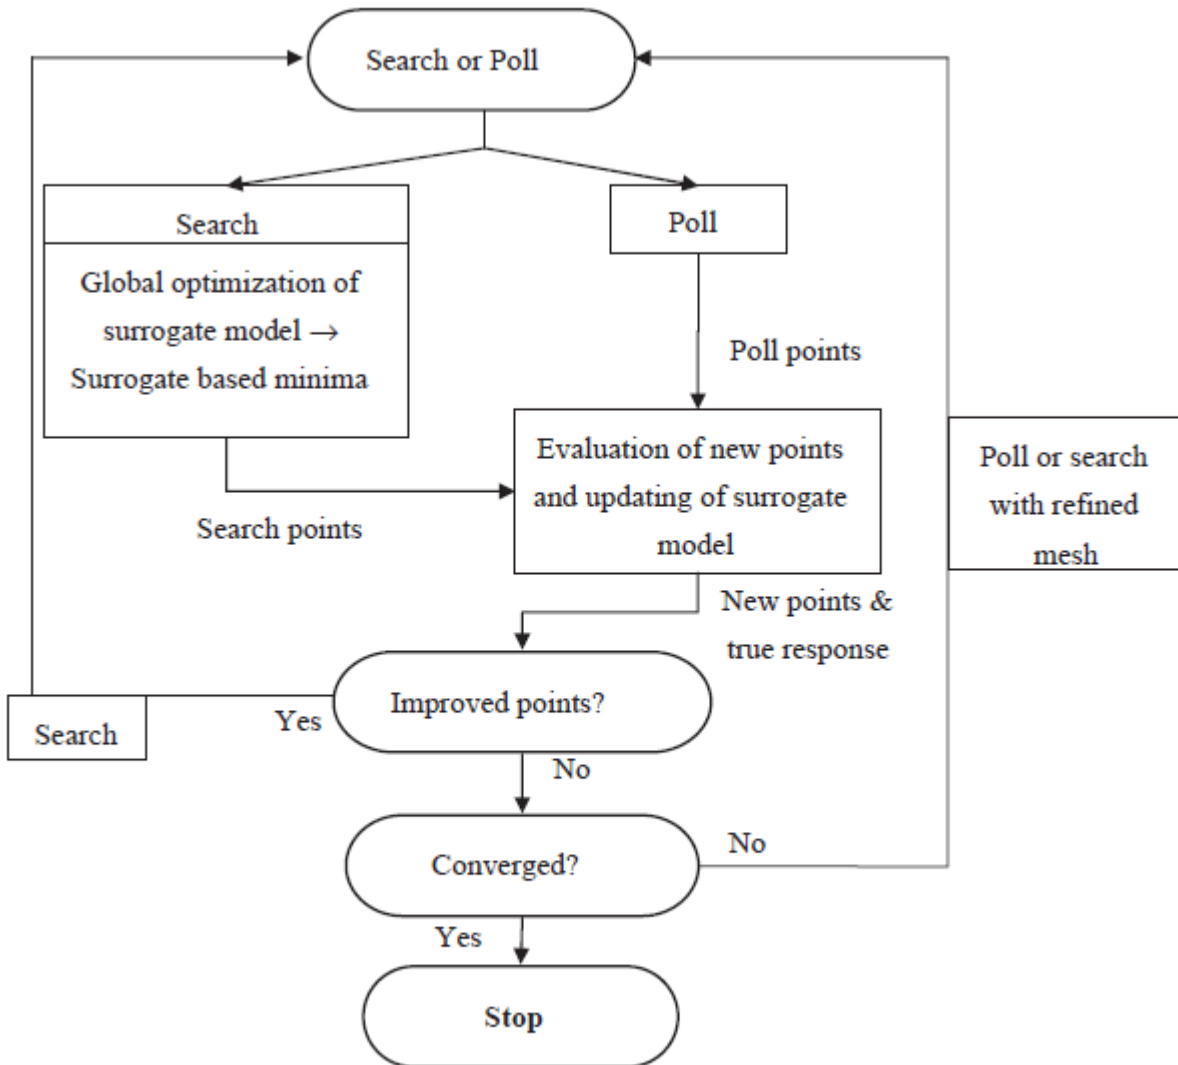 Search or Poll
Search
Poll
Global optimization of
surrogate model →
Surrogate based minima
Poll points
Evaluation of new points
and updating of surrogate
model
Search points
Poll or search
with refined
mesh
New points &
true response
Improved points?
Yes
Search
No
Converged?
No
Yes
Stop